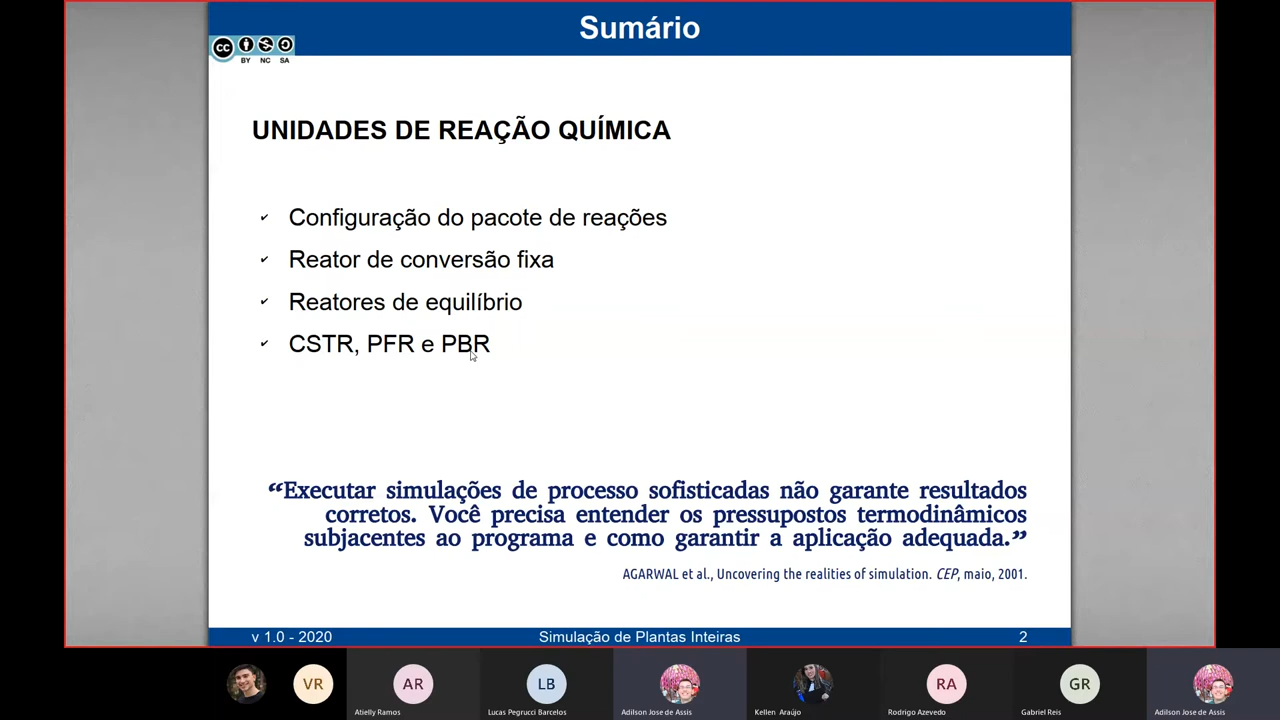 Sumário
CC
BY NC SA
UNIDADES DE REAÇÃO QUÍMICA
✔ Configuração do pacote de reações
✔ Reator de conversão fixa
✔ Reatores de equilíbrio
✔ CSTR, PFR e PBR
“Executar simulações de processo sofisticadas não garante resultados
corretos. Você precisa entender os pressupostos termodinâmicos
subjacentes ao programa e como garantir a aplicação adequada.”
AGARWAL et al., Uncovering the realities of simulation. CEP, maio, 2001.
v 1.0 - 2020 Simulação de Plantas Inteiras 2
VR AR LB RA GR
Atielly Ramos Lucas Pegrucci Barcelos Adilson Jose de Assis Kellen Araújo Rodrigo Azevedo Gabriel Reis Adilson Jose de Assis